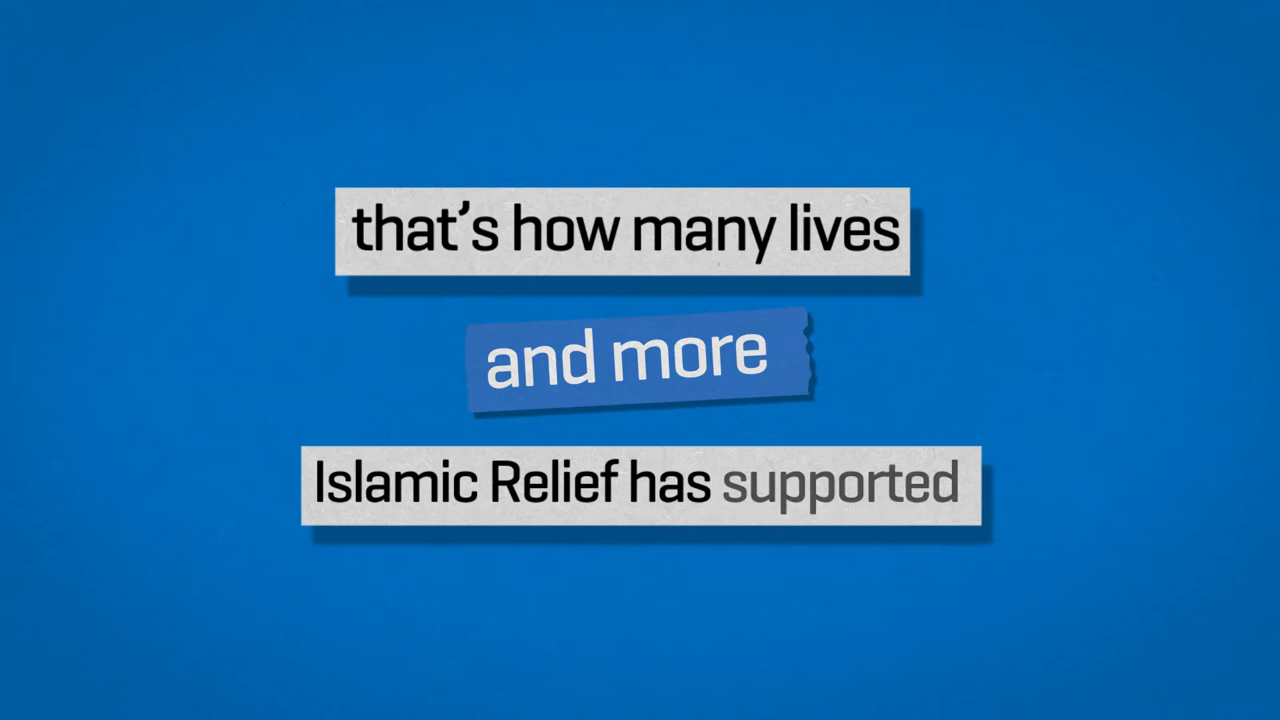 that’s how many lives
and more
Islamic Relief has supported